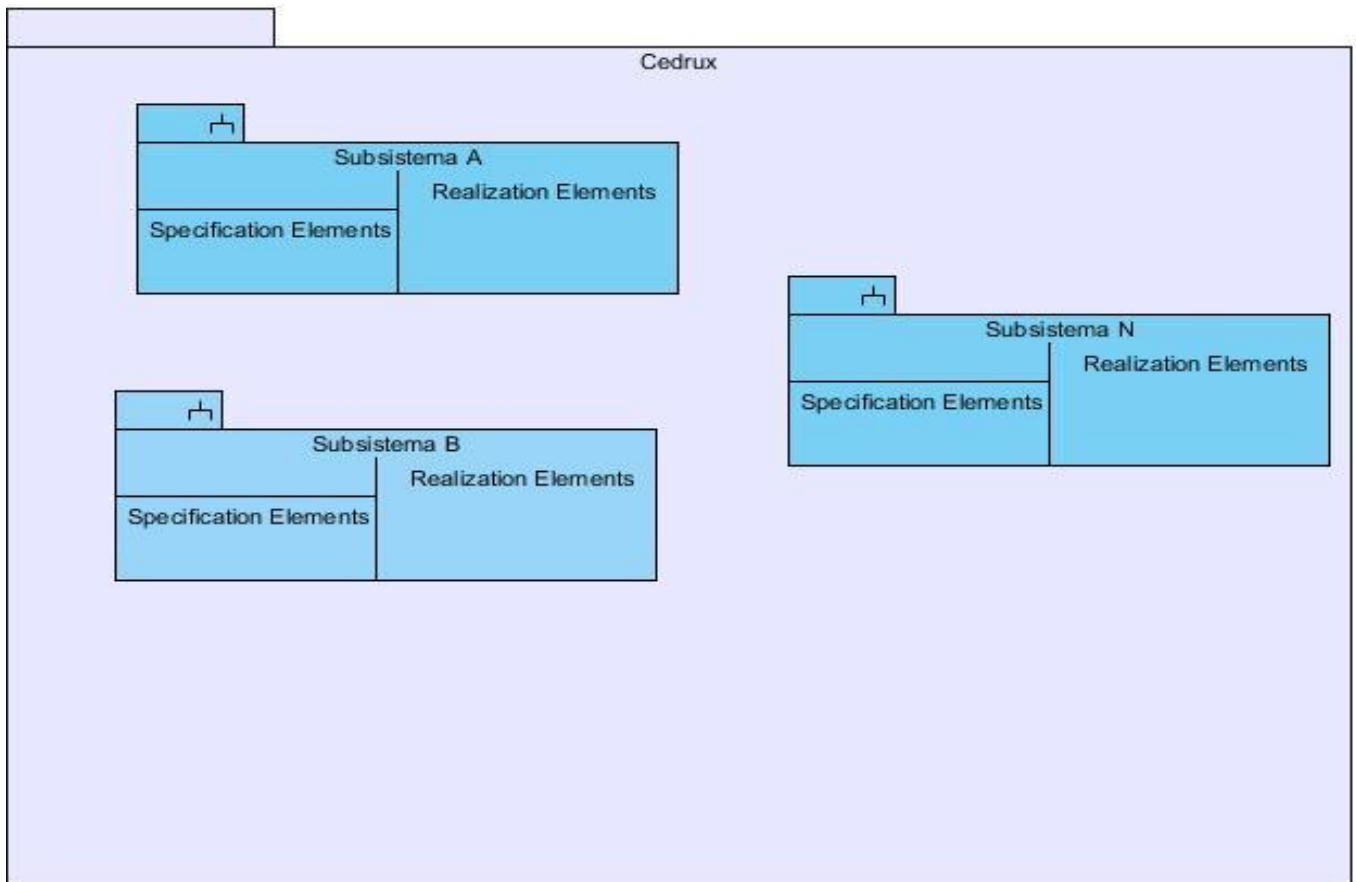 Cedrux
Subsistema A
Realization Elements
Specification Elements
Subsistema N
Realization Elements
Specification Elements
Subsistema B
Realization Elements
Specification Elements